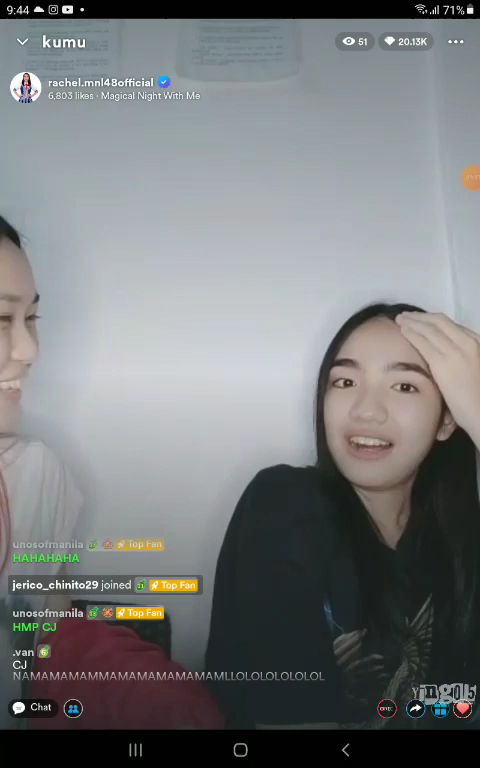 9:44
71%
kumu
51
20.13K
rachel.mnl48official
6,803 likes · Magical Night With Me
unosofmanila Top Fan
HAHAHAHA
jerico_chinito29 joined Top Fan
unosofmanila Top Fan
HMP CJ
.van 6
CJ
NAMAMAMAMMAMAMAMAMAMAMLLOLOLOLOLOLOL
Chat